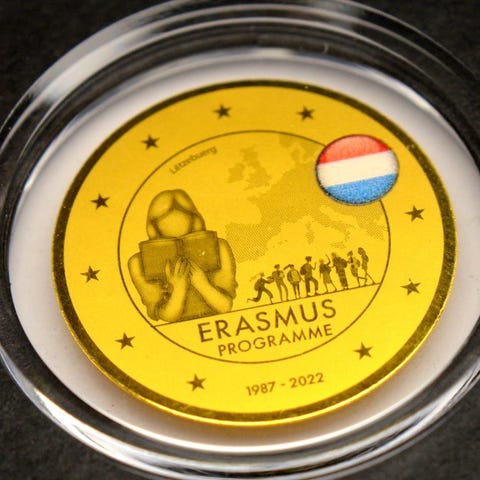 Lëtzebuerg
ERASMUS
PROGRAMME
1987 - 2022